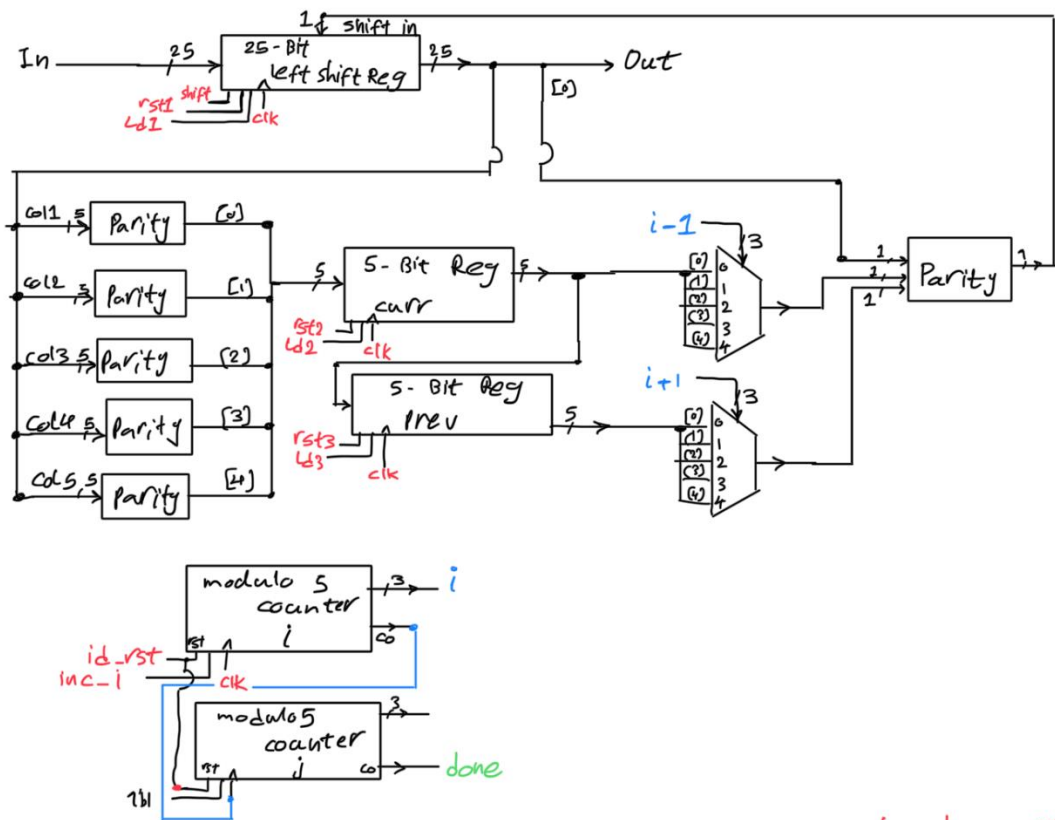 1 shift in
In 25 25-Bit left shift Reg 25 Out
[0]
shift
rst1
Ld1
clk
col1 5 Parity [0]
col2 5 Parity [1]
col3 5 Parity [2]
Col4 5 Parity [3]
Col5 5 Parity [4]
5 5-Bit Reg 5
curr
rst2
Ld2
clk
5-Bit Reg
Prev 5
rst3
Ld3
clk
i-1
3
[0] 0
(1) 1
(2) 2
(3) 3
(4) 4
i+1
3
[0] 0
(1) 1
(2) 2
(3) 3
(4) 4
1
1
1
Parity 1
modulo 5 3 i
counter
i co
rst
id_rst
inc_i
clk
modulo 5 3
counter
j co done
rst
1b1